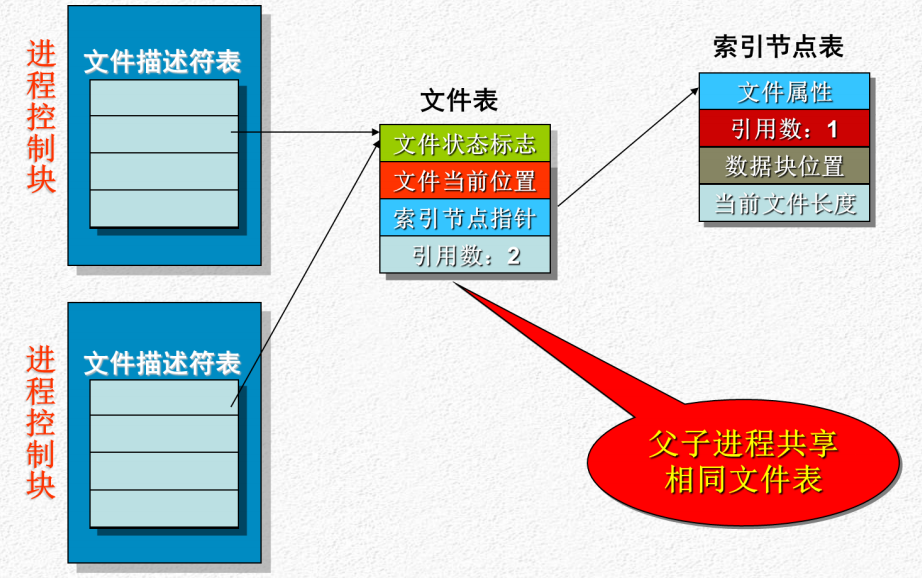 进程控制块
文件描述符表
文件表
文件状态标志
文件当前位置
索引节点指针
引用数：2
索引节点表
文件属性
引用数：1
数据块位置
当前文件长度
进程控制块
文件描述符表
父子进程共享
相同文件表